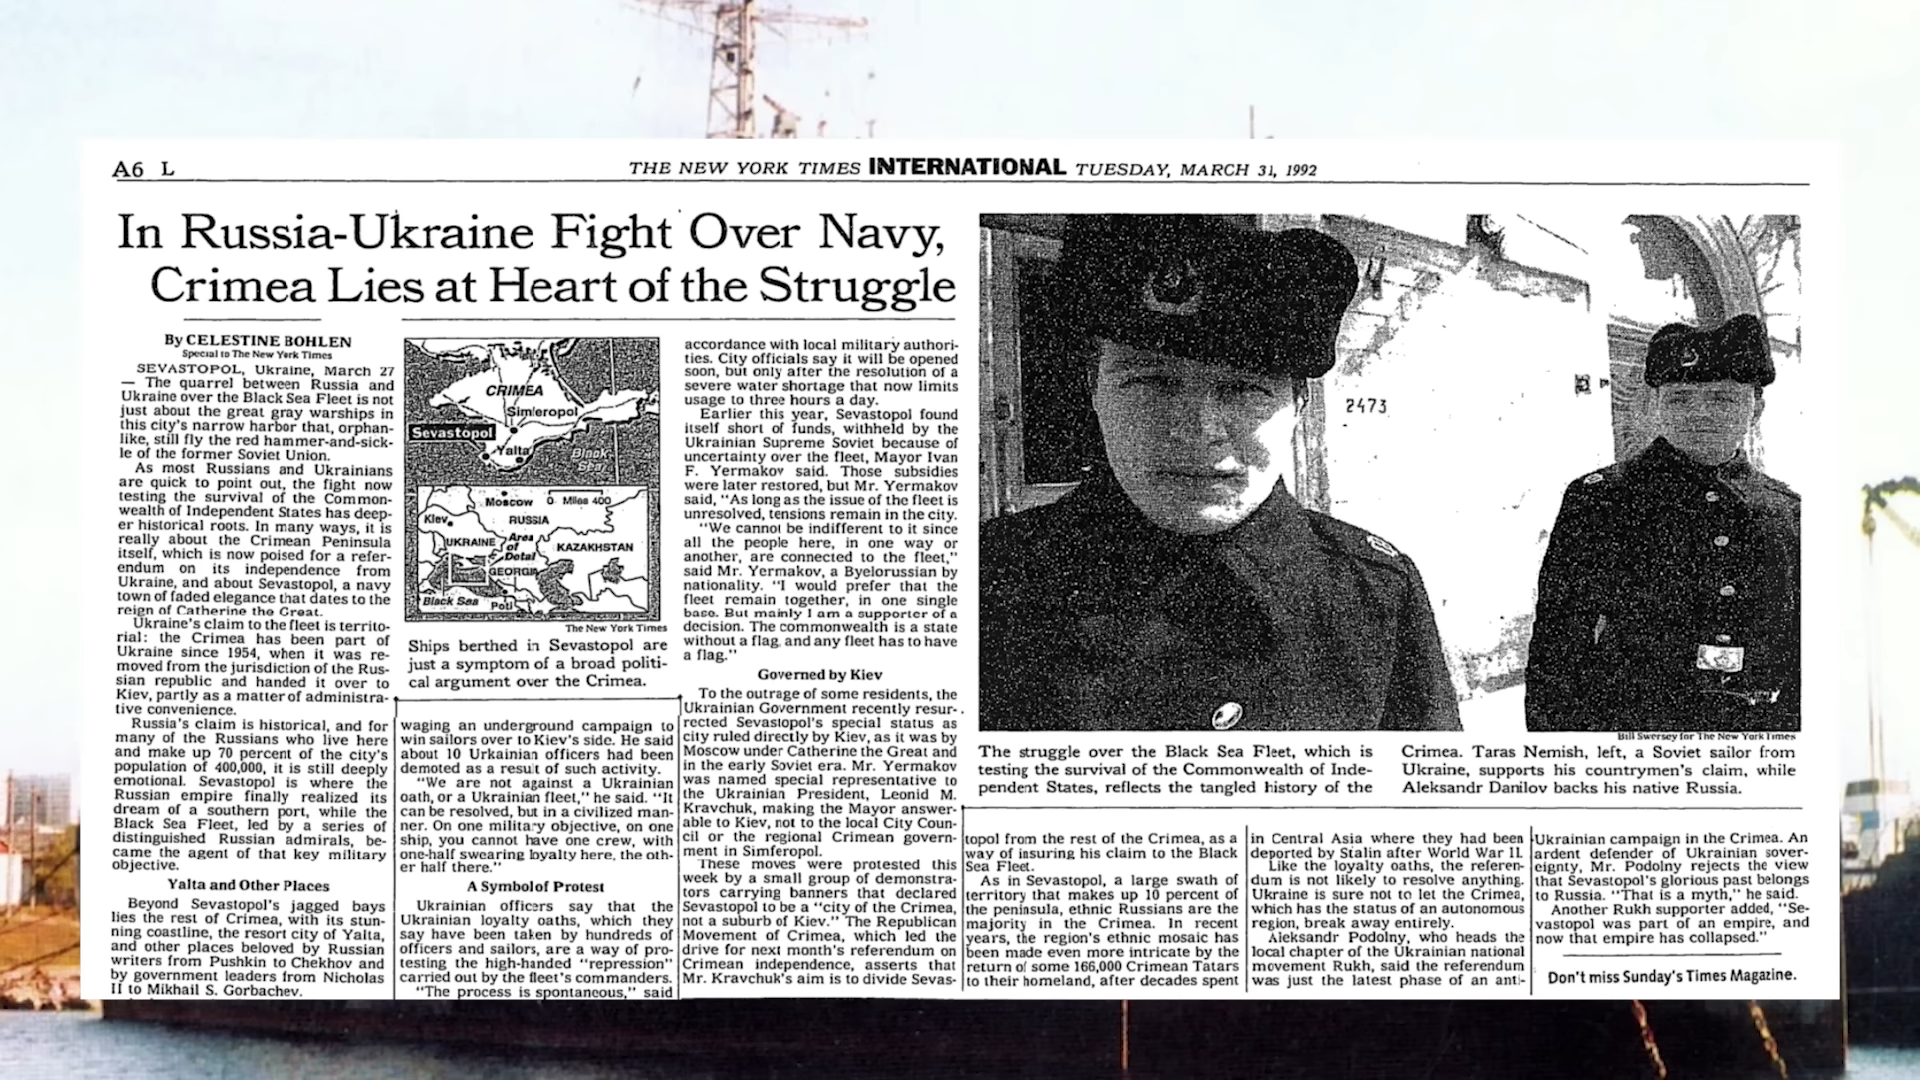 A6 L
THE NEW YORK TIMES INTERNATIONAL TUESDAY, MARCH 31, 1992
In Russia-Ukraine Fight Over Navy,
Crimea Lies at Heart of the Struggle
By CELESTINE BOHLEN
Special to The New York Times
SEVASTOPOL, Ukraine, March 27
— The quarrel between Russia and
Ukraine over the Black Sea Fleet is not
just about the great gray warships in
this city's narrow harbor that, orphan-
like, still fly the red hammer-and-sick-
le of the former Soviet Union.
As most Russians and Ukrainians
are quick to point out, the fight now
testing the survival of the Common-
wealth of Independent States has deep-
er historical roots. In many ways, it is
really about the Crimean Peninsula
itself, which is now poised for a refer-
endum on its independence from
Ukraine, and about Sevastopol, a navy
town of faded elegance that dates to the
reign of Catherine the Great.
Ukraine's claim to the fleet is territo-
rial: the Crimea has been part of
Ukraine since 1954, when it was re-
moved from the jurisdiction of the Rus-
sian republic and handed it over to
Kiev, partly as a matter of administra-
tive convenience.
Russia's claim is historical, and for
many of the Russians who live here
and make up 70 percent of the city's
population of 400,000, it is still deeply
emotional. Sevastopol is where the
Russian empire finally realized its
dream of a southern port, while the
Black Sea Fleet, led by a series of
distinguished Russian admirals, be-
came the agent of that key military
objective.
Yalta and Other Places
Beyond Sevastopol's jagged bays
lies the rest of Crimea, with its stun-
ning coastline, the resort city of Yalta,
and other places beloved by Russian
writers from Pushkin to Chekhov and
by government leaders from Nicholas
II to Mikhail S. Gorbachev.
CRIMEA
Simferopol
Sevastopol
Yalta
Black
Sea
Moscow
0 Miles 400
Kiev
RUSSIA
UKRAINE
Area
of
Detail
KAZAKHSTAN
GEORGIA
Black Sea
Poti
The New York Times
Ships berthed in Sevastopol are
just a symptom of a broad politi-
cal argument over the Crimea.
waging an underground campaign to
win sailors over to Kiev's side. He said
about 10 Urkainian officers had been
demoted as a result of such activity.
"We are not against a Ukrainian
oath, or a Ukrainian fleet," he said. "It
can be resolved, but in a civilized man-
ner. On one military objective, on one
ship, you cannot have one crew, with
one-half swearing loyalty here, the oth-
er half there."
A Symbol of Protest
Ukrainian officers say that the
Ukrainian loyalty oaths, which they
say have been taken by hundreds of
officers and sailors, are a way of pro-
testing the high-handed "repression"
carried out by the fleet's commanders.
"The process is spontaneous," said
accordance with local military authori-
ties. City officials say it will be opened
soon, but only after the resolution of a
severe water shortage that now limits
usage to three hours a day.
Earlier this year, Sevastopol found
itself short of funds, withheld by the
Ukrainian Supreme Soviet because of
uncertainty over the fleet, Mayor Ivan
F. Yermakov said. Those subsidies
were later restored, but Mr. Yermakov
said, "As long as the issue of the fleet is
unresolved, tensions remain in the city.
"We cannot be indifferent to it since
all the people here, in one way or
another, are connected to the fleet,"
said Mr. Yermakov, a Byelorussian by
nationality. "I would prefer that the
fleet remain together, in one single
base. But mainly I am a supporter of a
decision. The commonwealth is a state
without a flag, and any fleet has to have
a flag."
Governed by Kiev
To the outrage of some residents, the
Ukrainian Government recently resur-
rected Sevastopol's special status as
city ruled directly by Kiev, as it was by
Moscow under Catherine the Great and
in the early Soviet era. Mr. Yermakov
was named special representative to
the Ukrainian President, Leonid M.
Kravchuk, making the Mayor answer-
able to Kiev, not to the local City Coun-
cil or the regional Crimean govern-
ment in Simferopol.
These moves were protested this
week by a small group of demonstra-
tors carrying banners that declared
Sevastopol to be a "city of the Crimea,
not a suburb of Kiev." The Republican
Movement of Crimea, which led the
drive for next month's referendum on
Crimean independence, asserts that
Mr. Kravchuk's aim is to divide Sevas-
2473
Bill Swersey for The New York Times
The struggle over the Black Sea Fleet, which is
testing the survival of the Commonwealth of Inde-
pendent States, reflects the tangled history of the
Crimea. Taras Nemish, left, a Soviet sailor from
Ukraine, supports his countrymen's claim, while
Aleksandr Danilov backs his native Russia.
topol from the rest of the Crimea, as a
way of insuring his claim to the Black
Sea Fleet.
As in Sevastopol, a large swath of
territory that makes up 10 percent of
the peninsula, ethnic Russians are the
majority in the Crimea. In recent
years, the region's ethnic mosaic has
been made even more intricate by the
return of some 166,000 Crimean Tatars
to their homeland, after decades spent
in Central Asia where they had been
deported by Stalin after World War II.
Like the loyalty oaths, the referen-
dum is not likely to resolve anything.
Ukraine is sure not to let the Crimea,
which has the status of an autonomous
region, break away entirely.
Aleksandr Podolny, who heads the
local chapter of the Ukrainian national
movement Rukh, said the referendum
was just the latest phase of an anti-
Ukrainian campaign in the Crimea. An
ardent defender of Ukrainian sover-
eignty, Mr. Podolny rejects the view
that Sevastopol's glorious past belongs
to Russia. "That is a myth," he said.
Another Rukh supporter added, "Se-
vastopol was part of an empire, and
now that empire has collapsed."
Don't miss Sunday's Times Magazine.